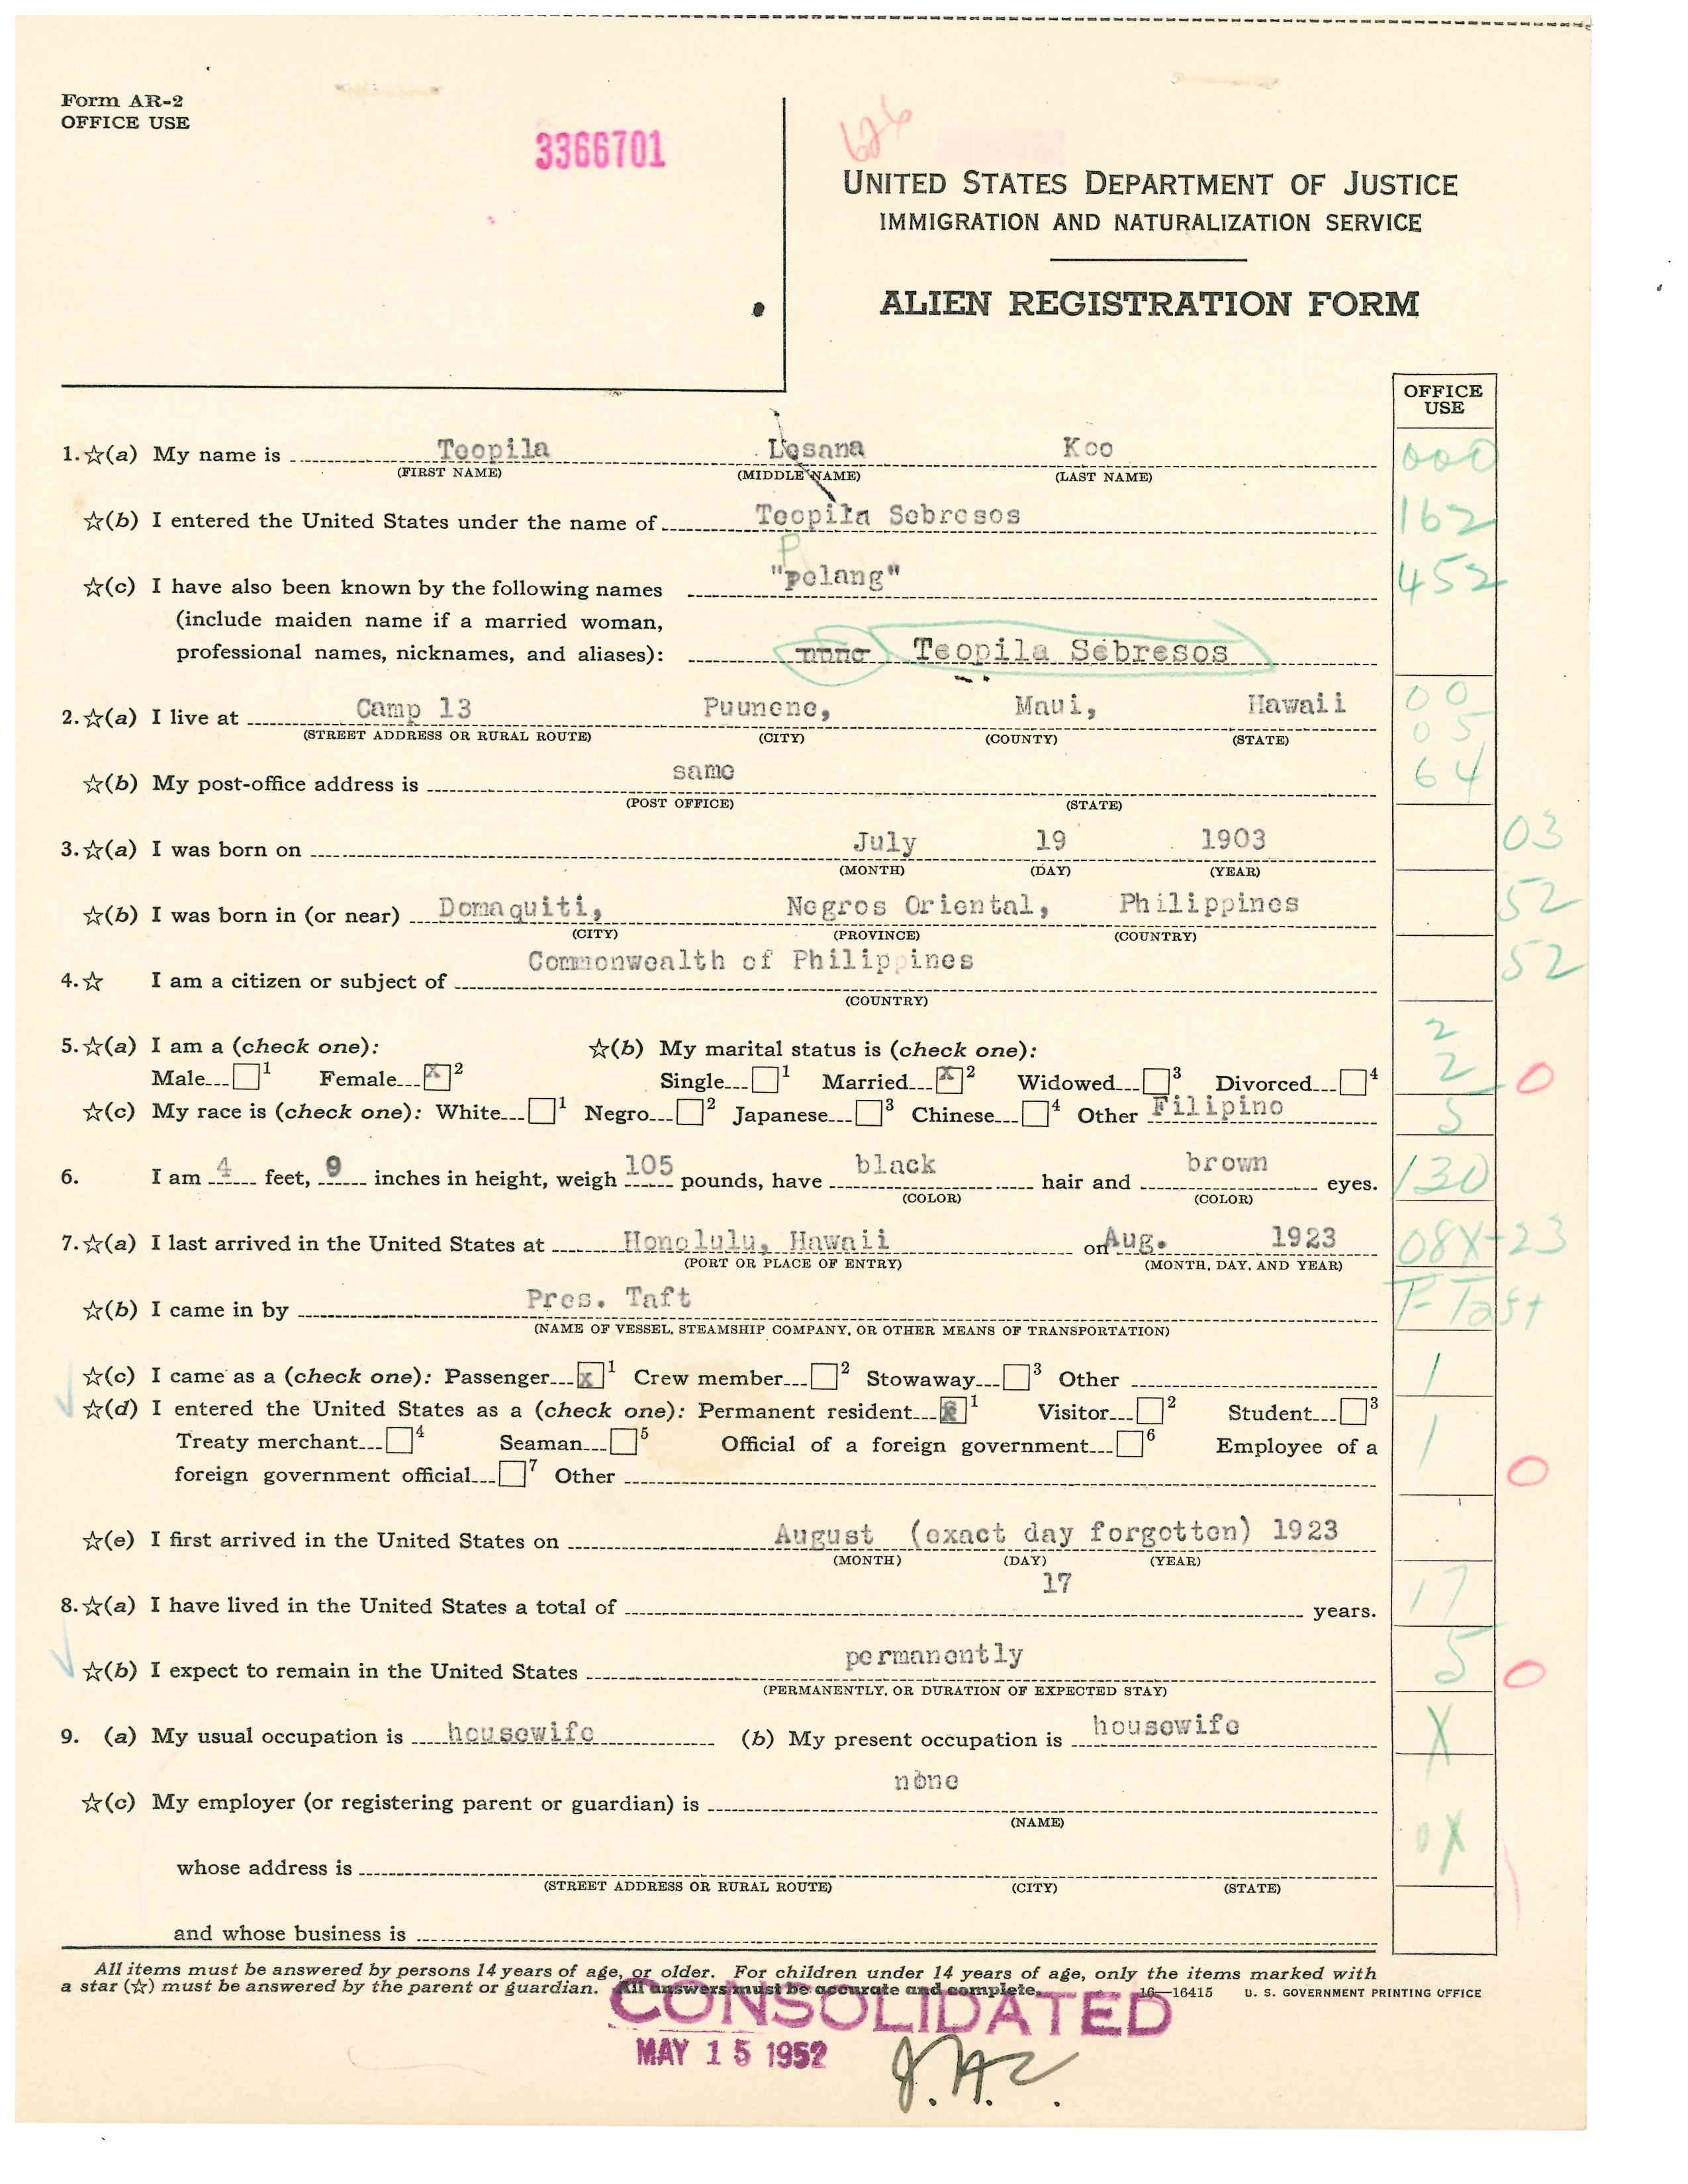 Form AR-2
OFFICE USE
3366701
626
UNITED STATES DEPARTMENT OF JUSTICE
IMMIGRATION AND NATURALIZATION SERVICE
ALIEN REGISTRATION FORM
OFFICE
USE
1. ☆(a) My name is Teopila Losana Koo 000
(FIRST NAME) (MIDDLE NAME) (LAST NAME)
☆(b) I entered the United States under the name of Teopila Sebresos 162
P
☆(c) I have also been known by the following names "polang" 452
(include maiden name if a married woman,
professional names, nicknames, and aliases): none Teopila Sebresos
2. ☆(a) I live at Camp 13 Puunene, Maui, Hawaii 00
(STREET ADDRESS OR RURAL ROUTE) (CITY) (COUNTY) (STATE) 05
☆(b) My post-office address is same 64
(POST OFFICE) (STATE)
3. ☆(a) I was born on July 19 1903 03
(MONTH) (DAY) (YEAR)
☆(b) I was born in (or near) Domaquiti, Negros Oriental, Philippines 52
(CITY) (PROVINCE) (COUNTRY)
4. ☆ I am a citizen or subject of Commonwealth of Philippines 52
(COUNTRY)
5. ☆(a) I am a (check one): ☆(b) My marital status is (check one): 2
Male 1 Female X 2 Single 1 Married X 2 Widowed 3 Divorced 4 2 0
☆(c) My race is (check one): White 1 Negro 2 Japanese 3 Chinese 4 Other Filipino 5
6. I am 4 feet, 9 inches in height, weigh 105 pounds, have black hair and brown eyes. 130
(COLOR) (COLOR)
7. ☆(a) I last arrived in the United States at Honolulu, Hawaii on Aug. 1923 08X-23
(PORT OR PLACE OF ENTRY) (MONTH, DAY, AND YEAR)
☆(b) I came in by Pres. Taft P-Taft
(NAME OF VESSEL, STEAMSHIP COMPANY, OR OTHER MEANS OF TRANSPORTATION)
☆(c) I came as a (check one): Passenger x 1 Crew member 2 Stowaway 3 Other 1
☆(d) I entered the United States as a (check one): Permanent resident 1 Visitor 2 Student 3
Treaty merchant 4 Seaman 5 Official of a foreign government 6 Employee of a 1
foreign government official 7 Other 0
☆(e) I first arrived in the United States on August (exact day forgotten) 1923
(MONTH) (DAY) (YEAR)
8. ☆(a) I have lived in the United States a total of 17 years. 17
☆(b) I expect to remain in the United States permanently 5 0
(PERMANENTLY, OR DURATION OF EXPECTED STAY)
9. (a) My usual occupation is housewife (b) My present occupation is housewife X
☆(c) My employer (or registering parent or guardian) is none
(NAME) 0X
whose address is
(STREET ADDRESS OR RURAL ROUTE) (CITY) (STATE)
and whose business is
All items must be answered by persons 14 years of age, or older. For children under 14 years of age, only the items marked with
a star (☆) must be answered by the parent or guardian. All answers must be accurate and complete. 16—16415 U. S. GOVERNMENT PRINTING OFFICE
CONSOLIDATED
MAY 15 1952
J.H.C.